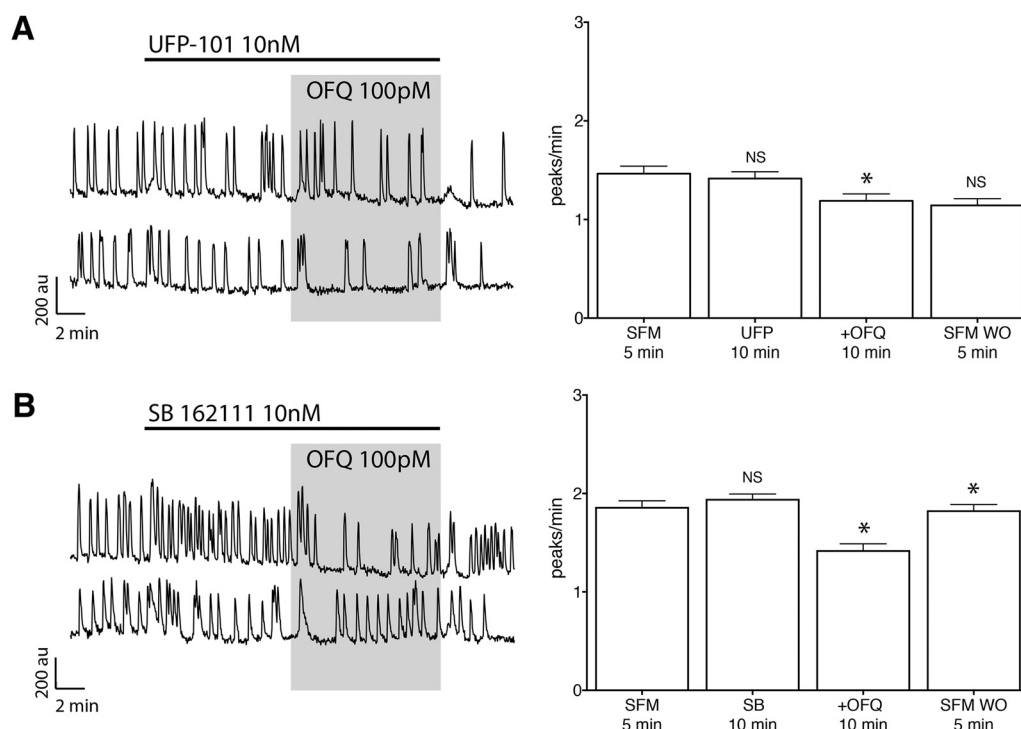 A
UFP-101 10nM
OFQ 100pM
200 au
2 min
3
2
1
0
peaks/min
NS
*
NS
SFM
5 min
UFP
10 min
+OFQ
10 min
SFM WO
5 min
B
SB 162111 10nM
OFQ 100pM
200 au
2 min
3
2
1
0
peaks/min
NS
*
*
SFM
5 min
SB
10 min
+OFQ
10 min
SFM WO
5 min